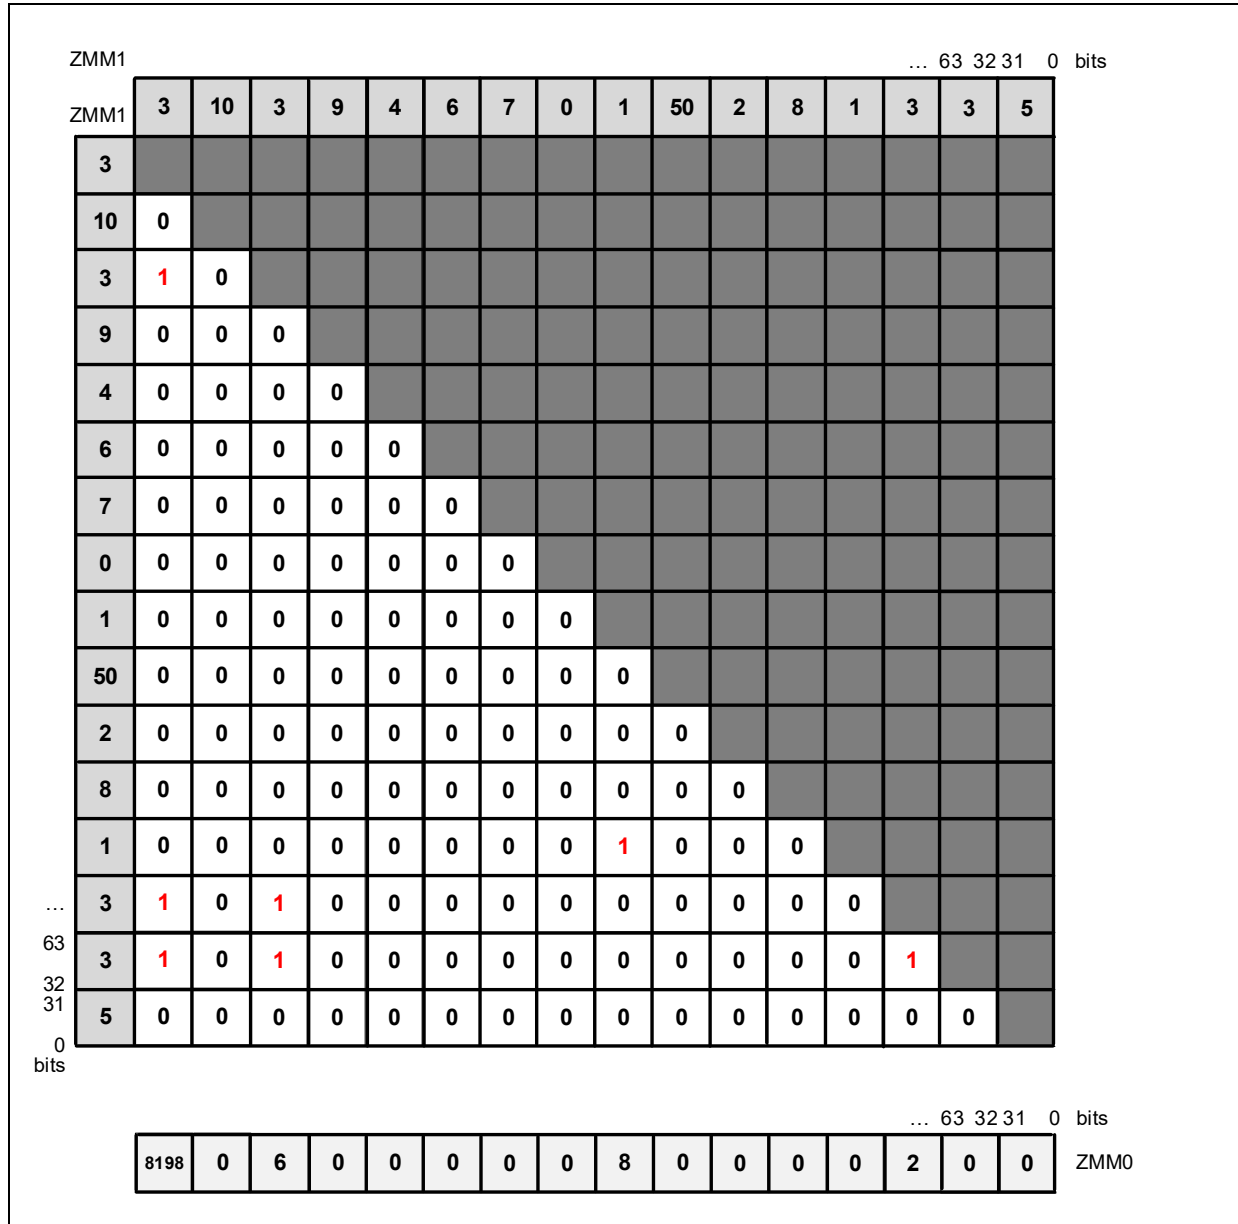 ZMM1 … 63 32 31 0 bits
ZMM1 3 10 3 9 4 6 7 0 1 50 2 8 1 3 3 5
3
10 0
3 1 0
9 0 0 0
4 0 0 0 0
6 0 0 0 0 0
7 0 0 0 0 0 0
0 0 0 0 0 0 0 0
1 0 0 0 0 0 0 0 0
50 0 0 0 0 0 0 0 0 0
2 0 0 0 0 0 0 0 0 0 0
8 0 0 0 0 0 0 0 0 0 0 0
1 0 0 0 0 0 0 0 0 1 0 0 0
… 3 1 0 1 0 0 0 0 0 0 0 0 0 0
63
3 1 0 1 0 0 0 0 0 0 0 0 0 0 1
32
31
5 0 0 0 0 0 0 0 0 0 0 0 0 0 0 0
0
bits
… 63 32 31 0 bits
8198 0 6 0 0 0 0 0 8 0 0 0 0 2 0 0 ZMM0